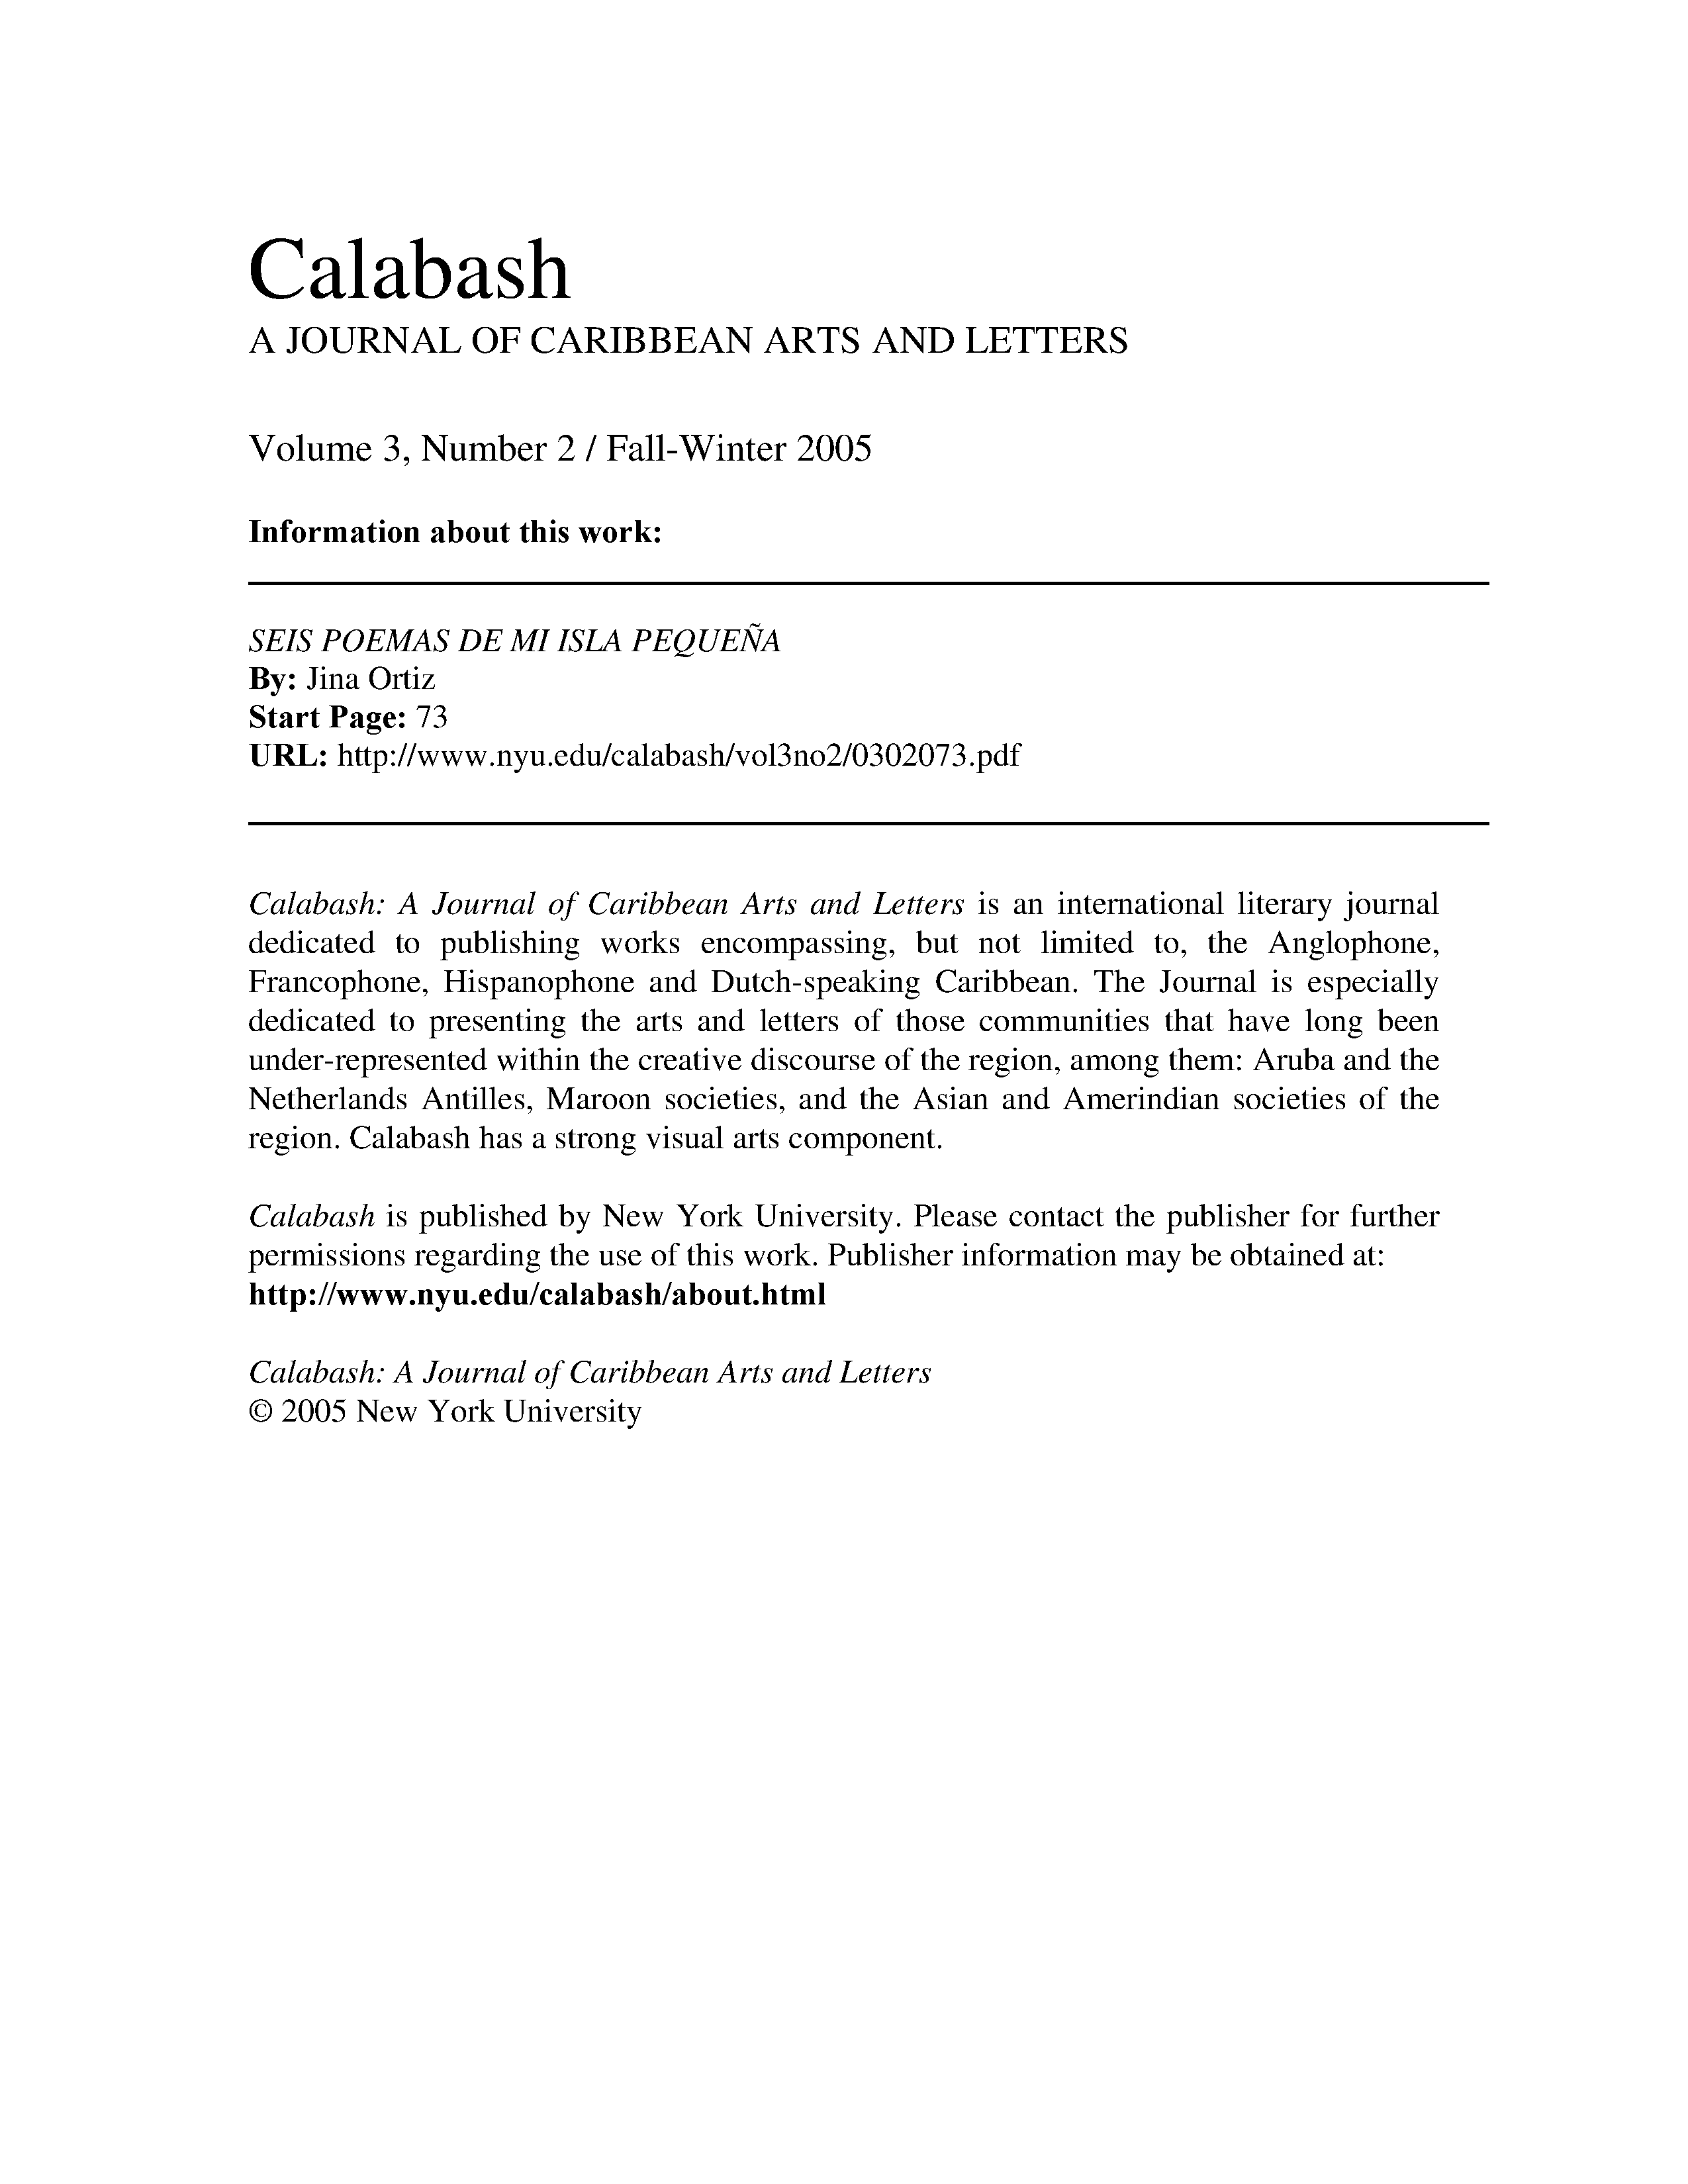 Calabash
A JOURNAL OF CARIBBEAN ARTS AND LETTERS
Volume 3, Number 2 / Fall-Winter 2005
Information about this work:
SEIS POEMAS DE MI ISLA PEQUEÑA
By: Jina Ortiz
Start Page: 73
URL: http://www.nyu.edu/calabash/vol3no2/0302073.pdf
Calabash: A Journal of Caribbean Arts and Letters is an international literary journal
dedicated to publishing works encompassing, but not limited to, the Anglophone,
Francophone, Hispanophone and Dutch-speaking Caribbean. The Journal is especially
dedicated to presenting the arts and letters of those communities that have long been
under-represented within the creative discourse of the region, among them: Aruba and the
Netherlands Antilles, Maroon societies, and the Asian and Amerindian societies of the
region. Calabash has a strong visual arts component.
Calabash is published by New York University. Please contact the publisher for further
permissions regarding the use of this work. Publisher information may be obtained at:
http://www.nyu.edu/calabash/about.html
Calabash: A Journal of Caribbean Arts and Letters
© 2005 New York University